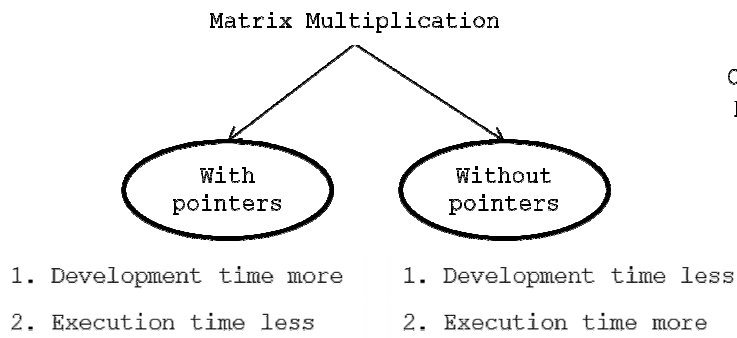 Matrix Multiplication
With
pointers
Without
pointers
1. Development time more
2. Execution time less
1. Development time less
2. Execution time more